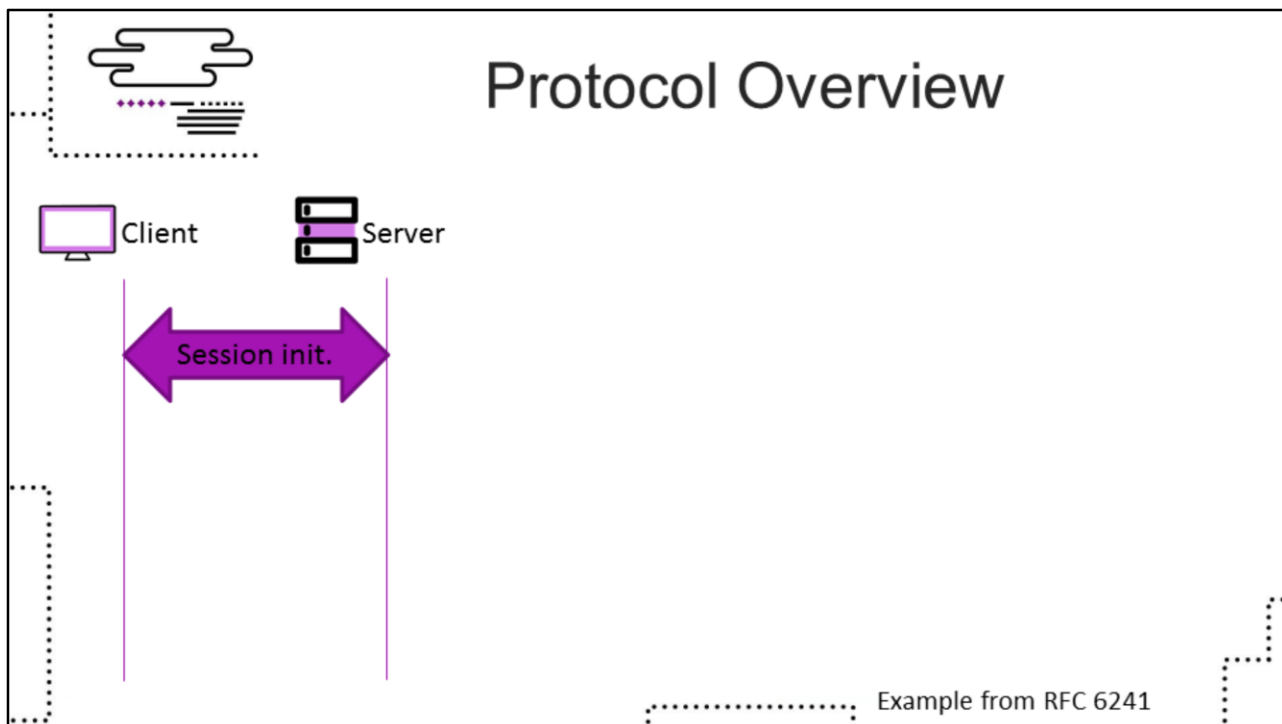 Protocol Overview
Client
Server
Session init.
Example from RFC 6241